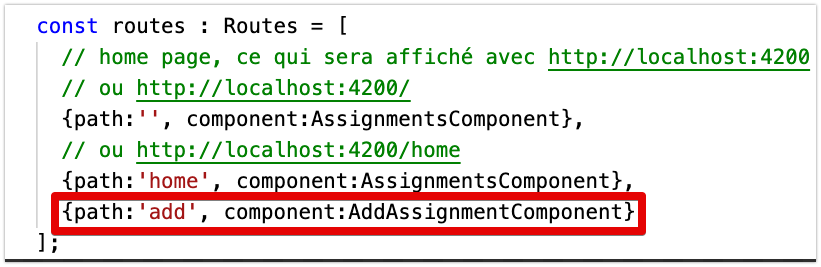 const routes : Routes = [
// home page, ce qui sera affiché avec http://localhost:4200
// ou http://localhost:4200/
{path:'', component:AssignmentsComponent},
// ou http://localhost:4200/home
{path:'home', component:AssignmentsComponent},
{path:'add', component:AddAssignmentComponent}
];